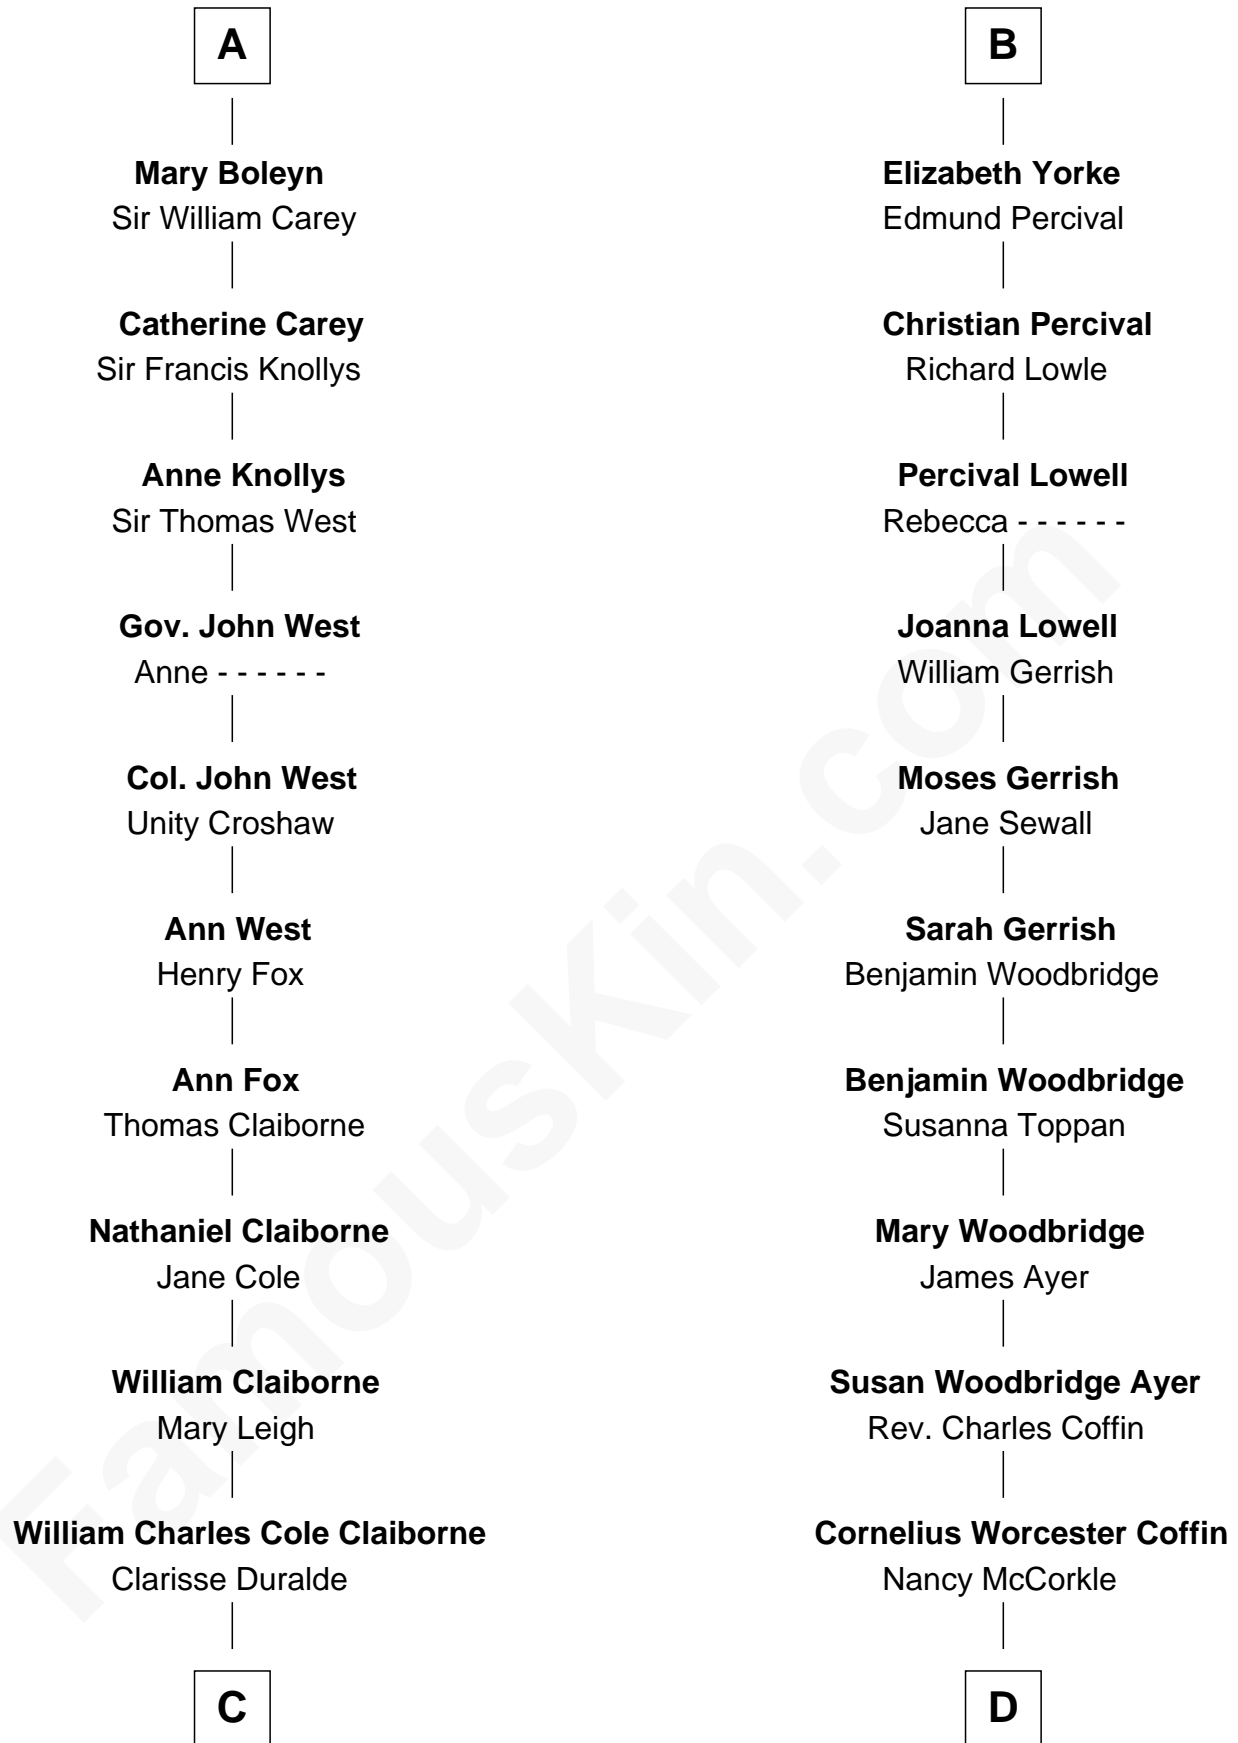 A
Mary Boleyn
Sir William Carey
Catherine Carey
Sir Francis Knollys
Anne Knollys
Sir Thomas West
Gov. John West
Anne - - - - - -
Col. John West
Unity Croshaw
Ann West
Henry Fox
Ann Fox
Thomas Claiborne
Nathaniel Claiborne
Jane Cole
William Claiborne
Mary Leigh
William Charles Cole Claiborne
Clarisse Duralde
C
B
Elizabeth Yorke
Edmund Percival
Christian Percival
Richard Lowle
Percival Lowell
Rebecca - - - - - -
Joanna Lowell
William Gerrish
Moses Gerrish
Jane Sewall
Sarah Gerrish
Benjamin Woodbridge
Benjamin Woodbridge
Susanna Toppan
Mary Woodbridge
James Ayer
Susan Woodbridge Ayer
Rev. Charles Coffin
Cornelius Worcester Coffin
Nancy McCorkle
D
FamousKin.com